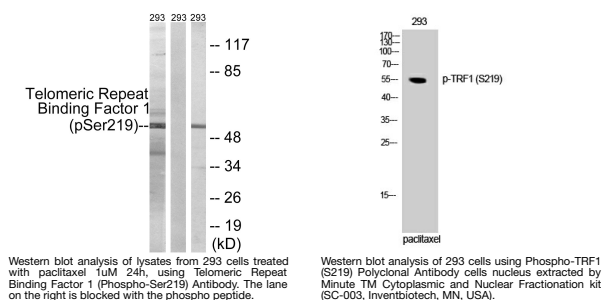 293 293 293
-- 117
-- 85
Telomeric Repeat
Binding Factor 1
(pSer219)--
-- 48
-- 34
-- 26
-- 19
(kD)
Western blot analysis of lysates from 293 cells treated
with paclitaxel 1uM 24h, using Telomeric Repeat
Binding Factor 1 (Phospho-Ser219) Antibody. The lane
on the right is blocked with the phospho peptide.
293
170
130
100
70
55
p-TRF1 (S219)
40
35
25
15
paclitaxel
Western blot analysis of 293 cells using Phospho-TRF1
(S219) Polyclonal Antibody cells nucleus extracted by
Minute TM Cytoplasmic and Nuclear Fractionation kit
(SC-003, Inventbiotech, MN, USA).